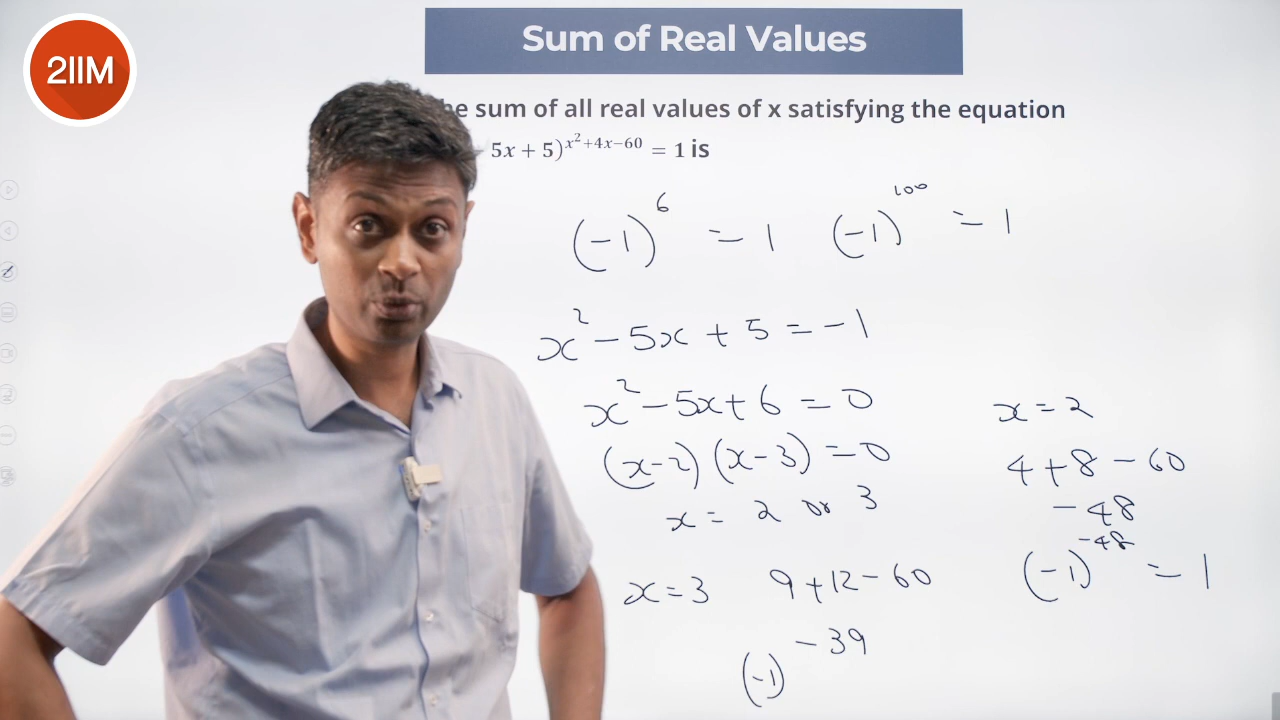 2IIM
Sum of Real Values
he sum of all real values of x satisfying the equation
5x + 5)^{x²+4x−60} = 1 is
(-1)^6 = 1 (-1)^100 = 1
x² - 5x + 5 = -1
x² - 5x + 6 = 0
(x-2)(x-3) = 0
x = 2 or 3
x = 2
4 + 8 - 60
-48
(-1)^-48 = 1
x = 3 9 + 12 - 60
(-1)^-39